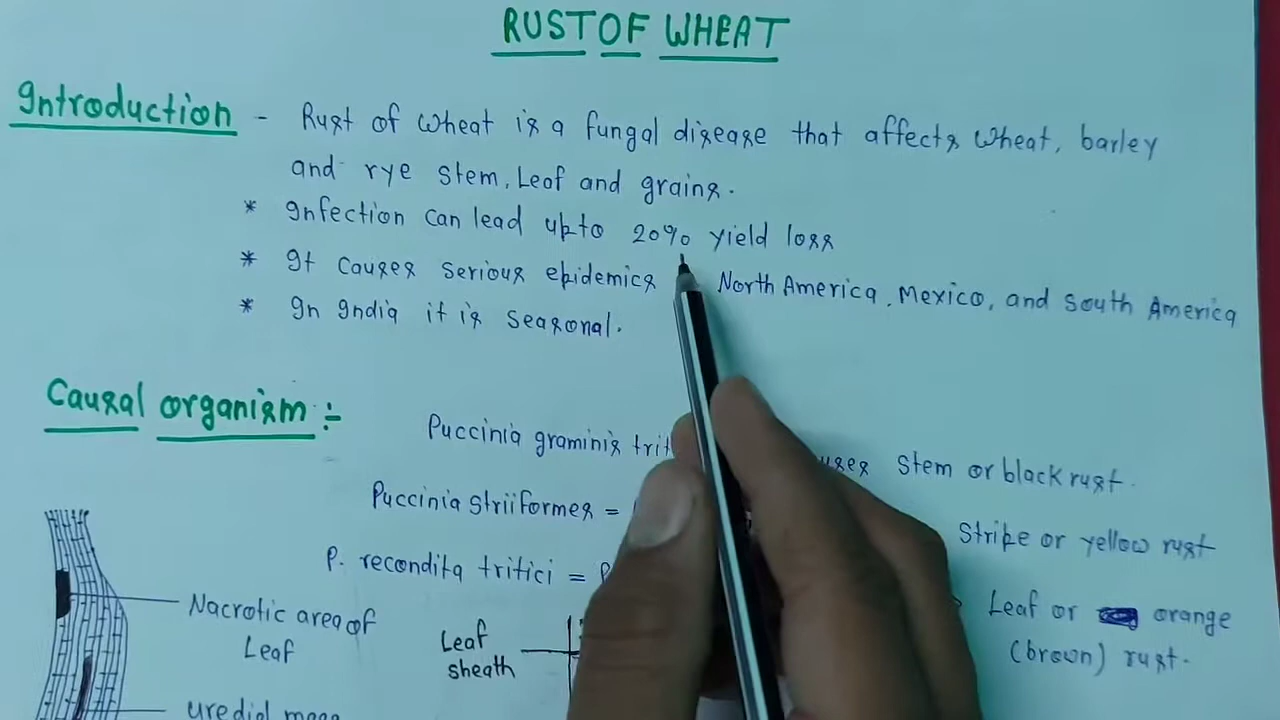 RUST OF WHEAT
Introduction - Rust of wheat is a fungal disease that affects wheat, barley
and rye stem, Leaf and grains.
* Infection can lead upto 20% yield loss
* It causes serious epidemics North America, Mexico, and South America
* In India it is seasonal.
Causal organism :-
Puccinia graminis stem or black rust.
Puccinia striiformes = Stripe or yellow rust
P. recondita tritici = Leaf or orange
(brown) rust.
Nacrotic area of
Leaf
Leaf
sheath
uredial